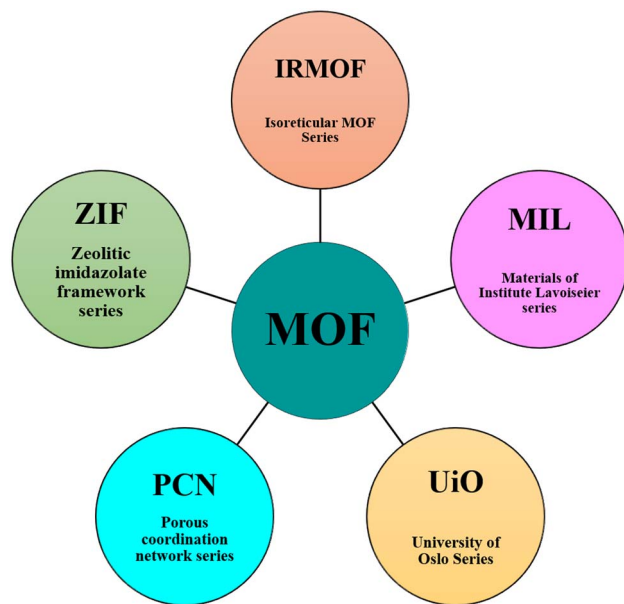 IRMOF
Isoreticular MOF
Series
ZIF
Zeolitic
imidazolate
framework
series
MIL
Materials of
Institute Lavoiseier
series
MOF
PCN
Porous
coordination
network series
UiO
University of
Oslo Series